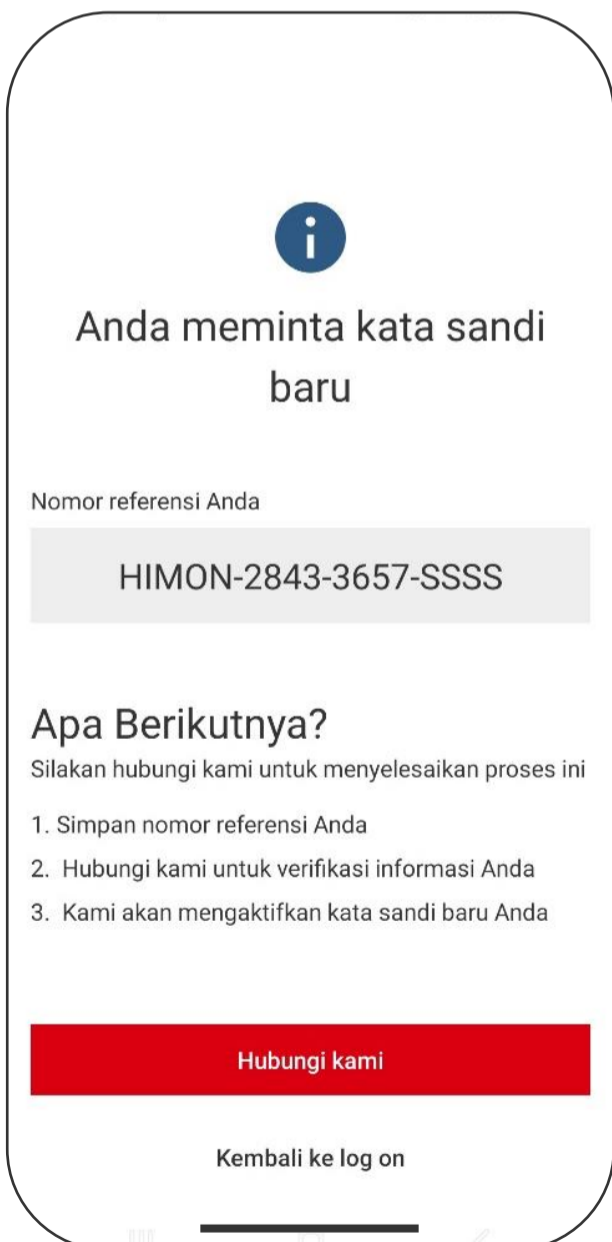 Anda meminta kata sandi
baru
Nomor referensi Anda
HIMON-2843-3657-SSSS
Apa Berikutnya?
Silakan hubungi kami untuk menyelesaikan proses ini
1. Simpan nomor referensi Anda
2. Hubungi kami untuk verifikasi informasi Anda
3. Kami akan mengaktifkan kata sandi baru Anda
Hubungi kami
Kembali ke log on